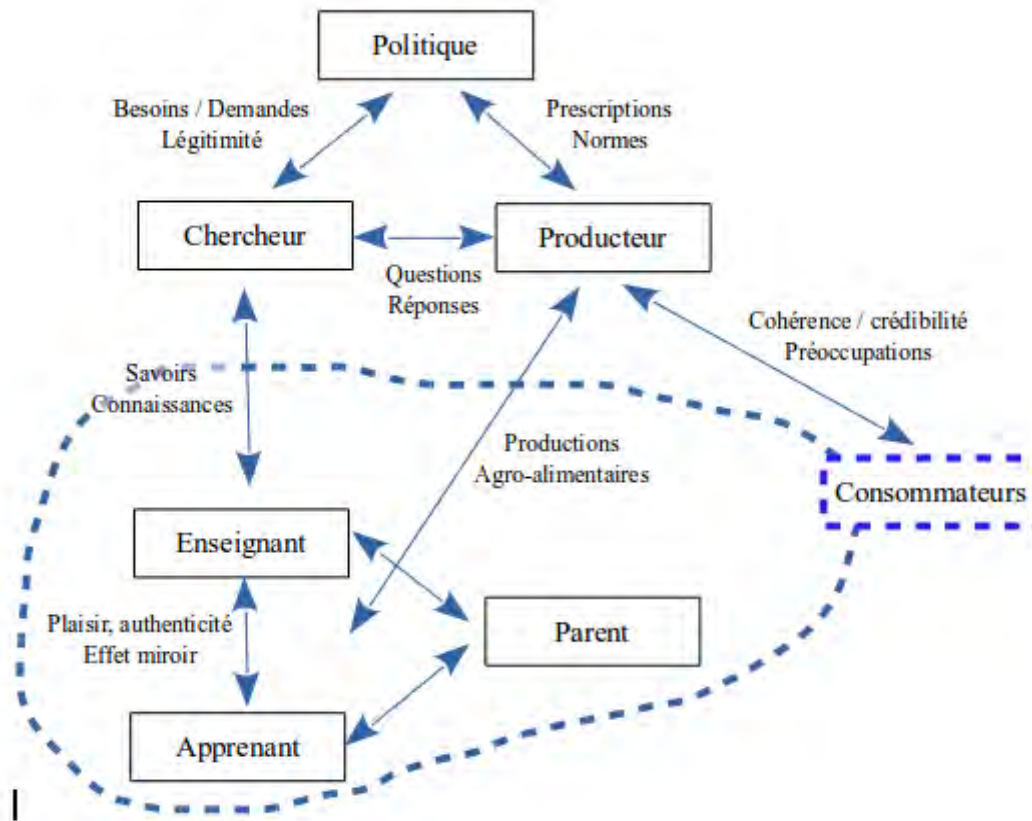 Politique
Besoins / Demandes
Légitimité
Prescriptions
Normes
Chercheur
Producteur
Questions
Réponses
Cohérence / crédibilité
Préoccupations
Savoirs
Connaissances
Productions
Agro-alimentaires
Consommateurs
Enseignant
Plaisir, authenticité
Effet miroir
Parent
Apprenant